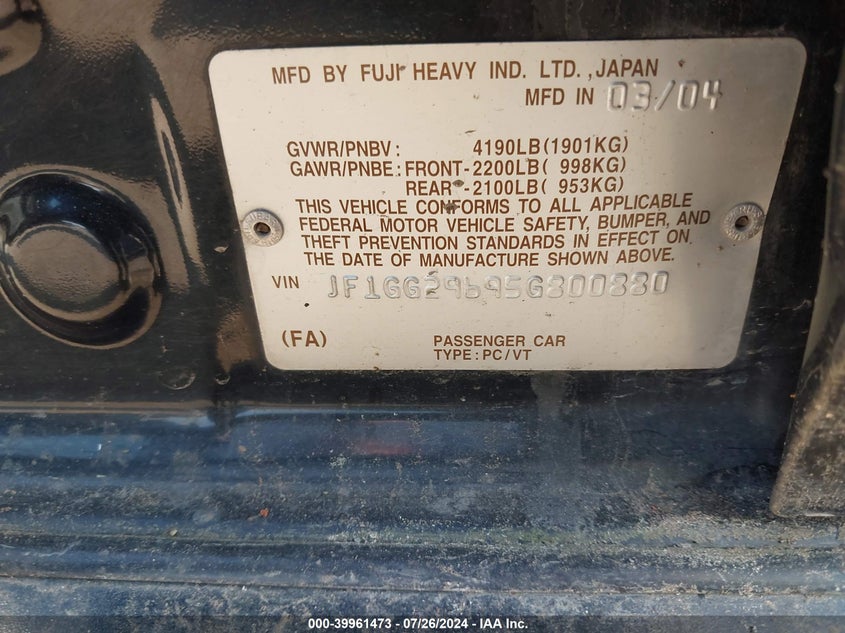 MFD BY FUJI HEAVY IND. LTD., JAPAN
MFD IN 03/04
GVWR/PNBV: 4190LB(1901KG)
GAWR/PNBE: FRONT-2200LB( 998KG)
REAR -2100LB( 953KG)
THIS VEHICLE CONFORMS TO ALL APPLICABLE
FEDERAL MOTOR VEHICLE SAFETY, BUMPER, AND
THEFT PREVENTION STANDARDS IN EFFECT ON
THE DATE OF MANUFACTURE SHOWN ABOVE.
VIN JF1GG29695G800880
(FA) PASSENGER CAR
TYPE : PC/VT
000-39961473 - 07/26/2024 - IAA Inc.